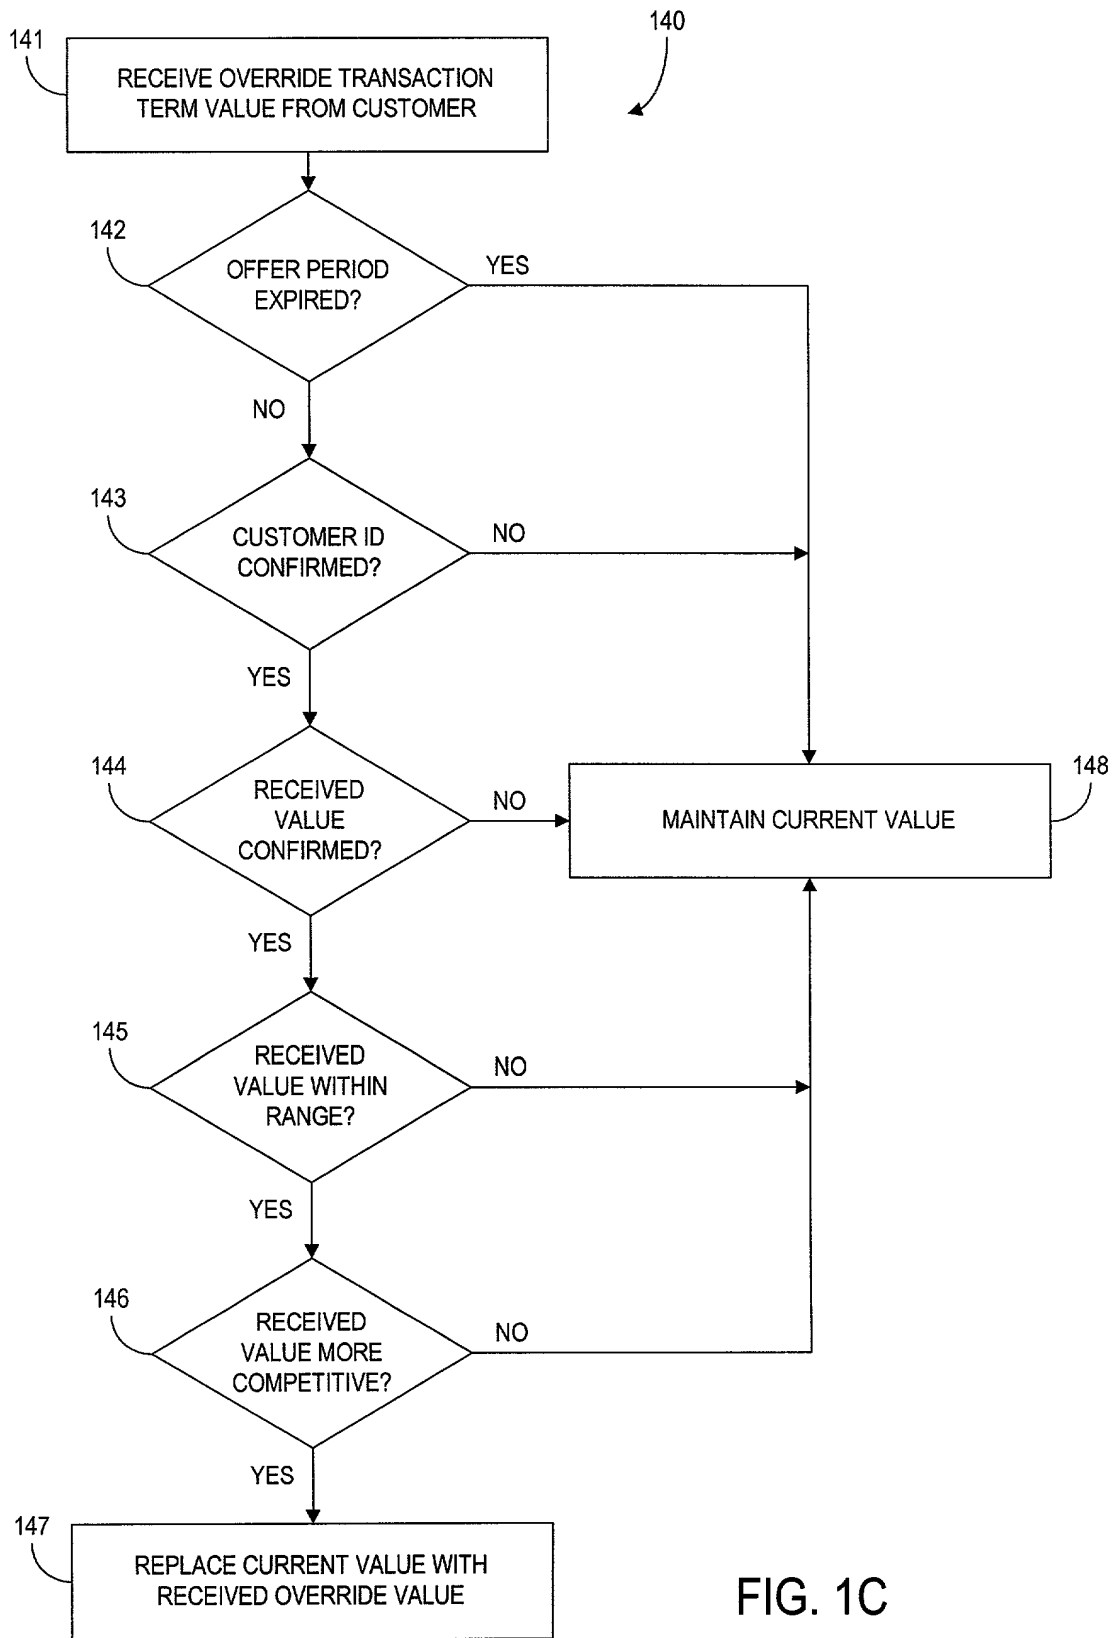 140
141
RECEIVE OVERRIDE TRANSACTION
TERM VALUE FROM CUSTOMER
142
OFFER PERIOD
EXPIRED?
YES
NO
143
CUSTOMER ID
CONFIRMED?
NO
YES
144
RECEIVED
VALUE
CONFIRMED?
NO
148
MAINTAIN CURRENT VALUE
YES
145
RECEIVED
VALUE WITHIN
RANGE?
NO
YES
146
RECEIVED
VALUE MORE
COMPETITIVE?
NO
YES
147
REPLACE CURRENT VALUE WITH
RECEIVED OVERRIDE VALUE
FIG. 1C